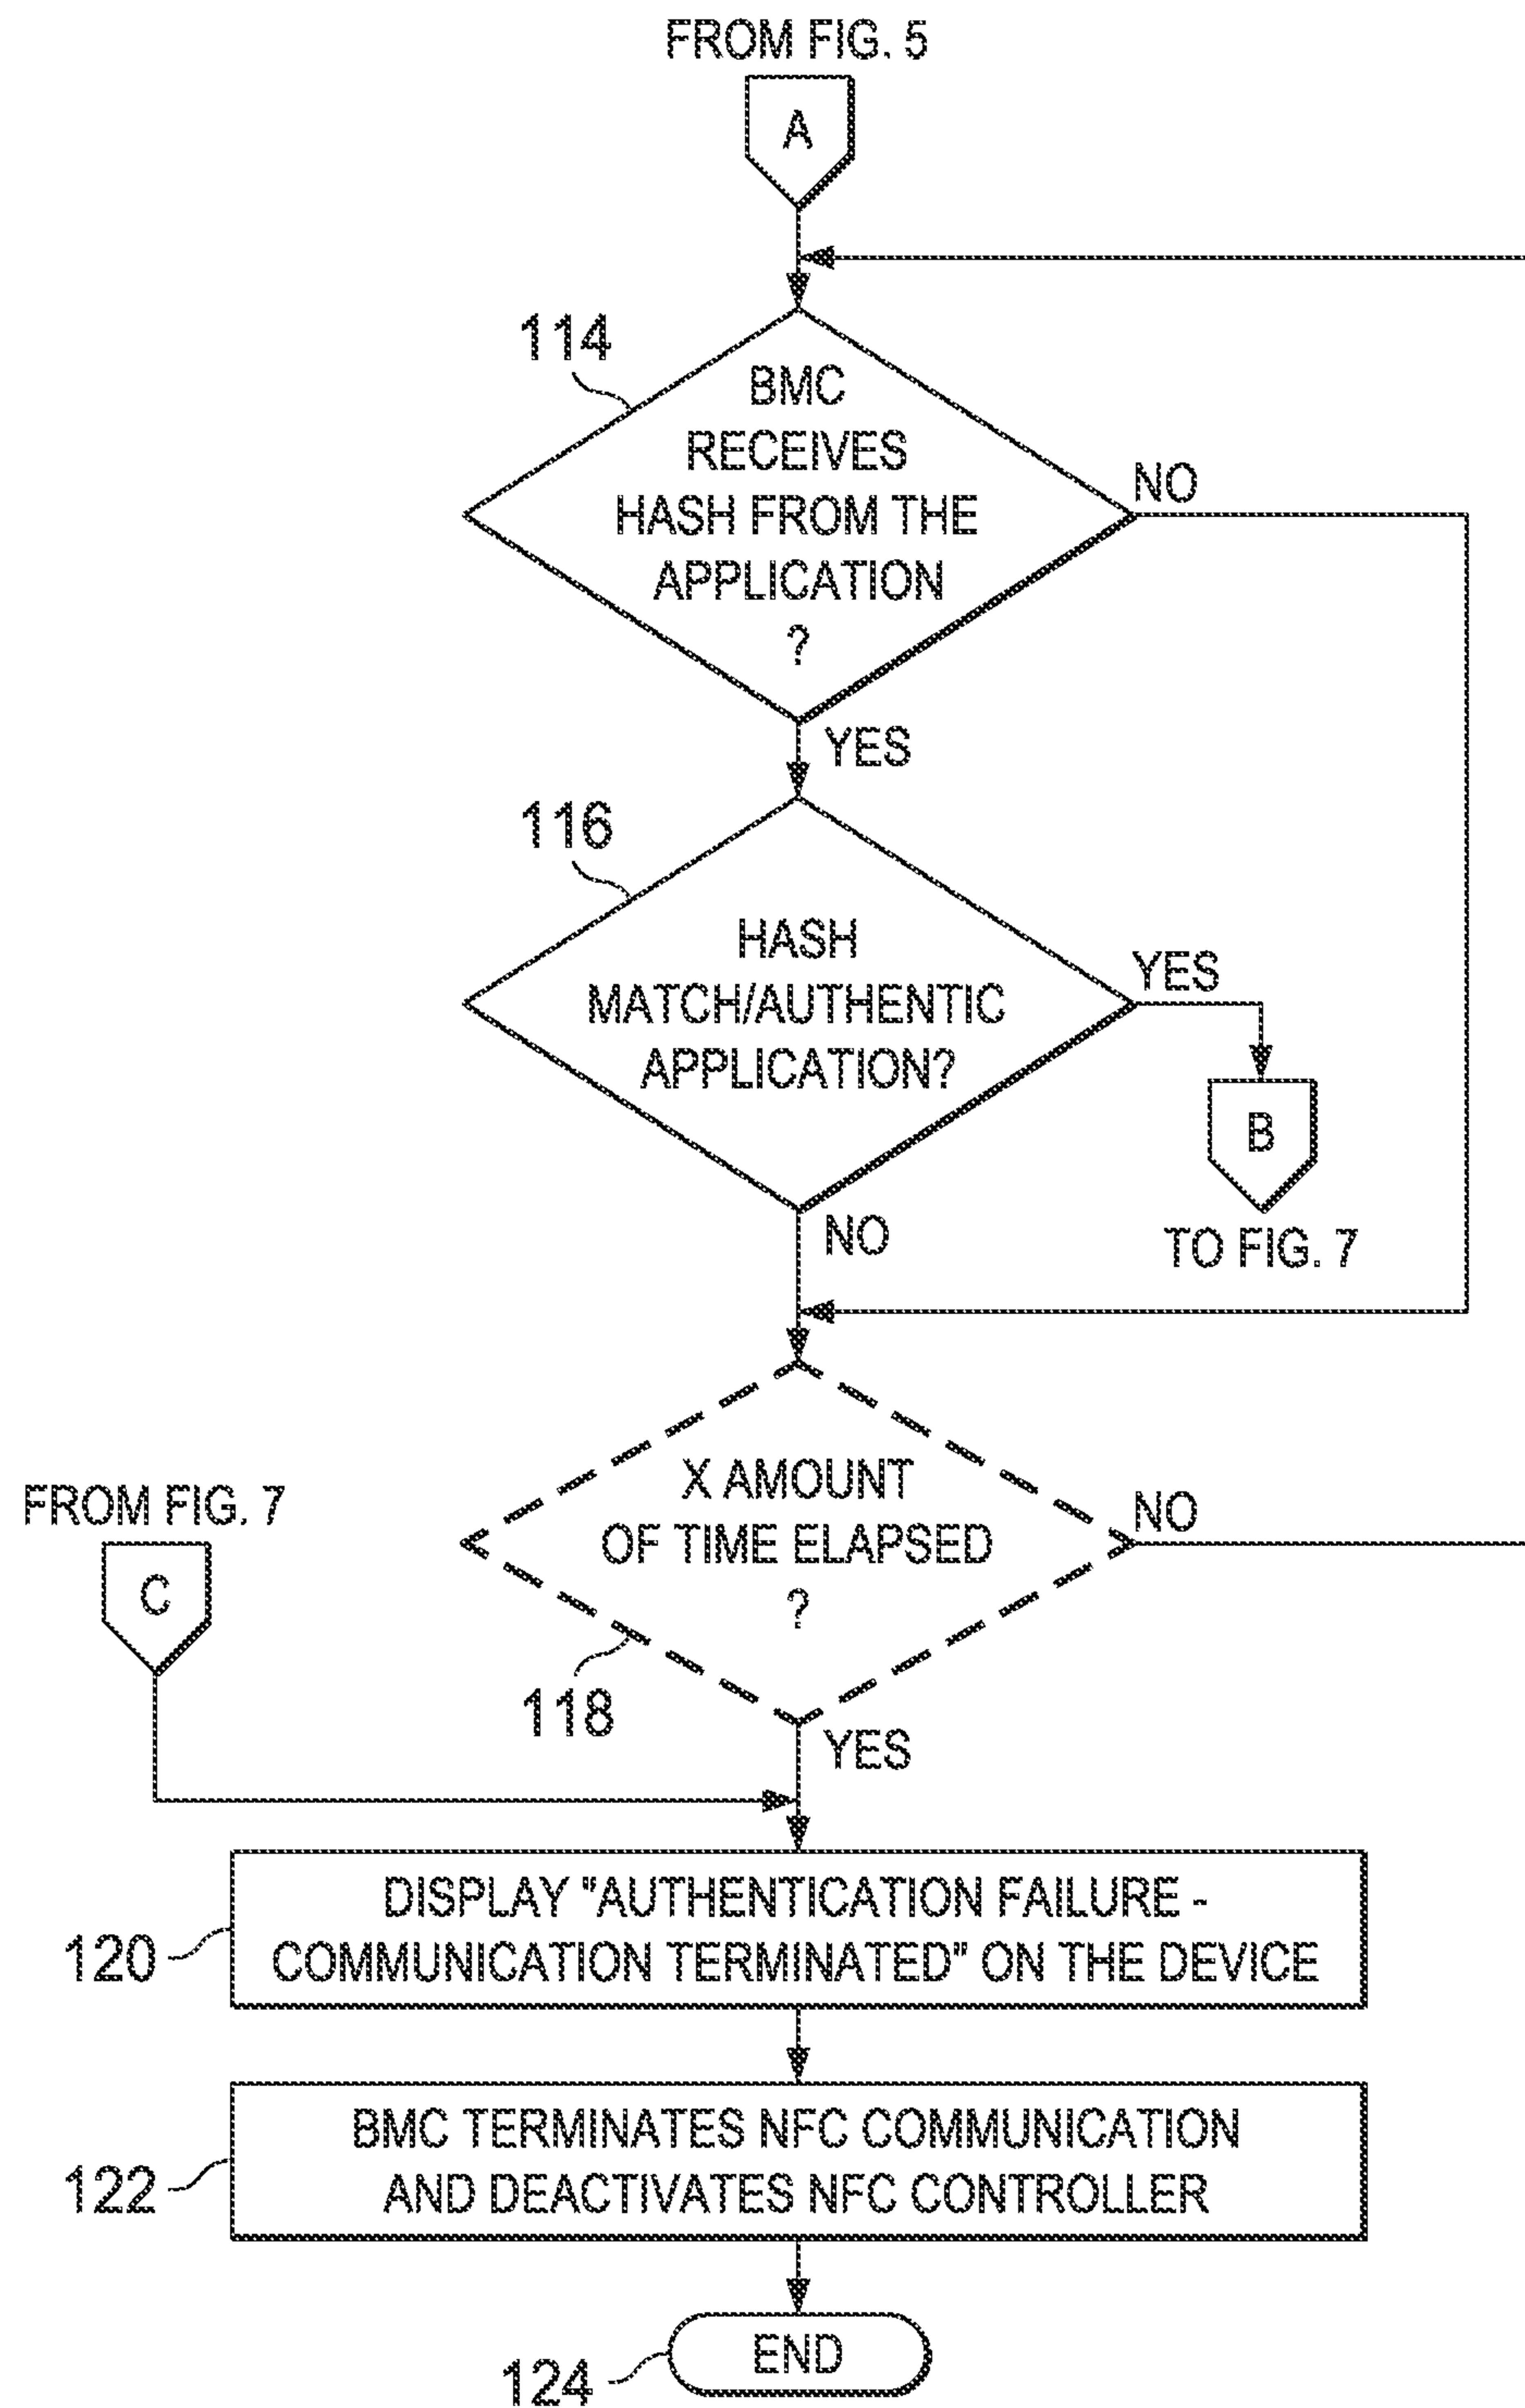 FROM FIG. 5
A
114
BMC
RECEIVES
HASH FROM THE
APPLICATION
?
NO
YES
116
HASH
MATCH/AUTHENTIC
APPLICATION?
YES
B
TO FIG. 7
NO
X AMOUNT
OF TIME ELAPSED
?
NO
FROM FIG. 7
C
118
YES
DISPLAY "AUTHENTICATION FAILURE -
COMMUNICATION TERMINATED" ON THE DEVICE
120
BMC TERMINATES NFC COMMUNICATION
AND DEACTIVATES NFC CONTROLLER
122
END
124